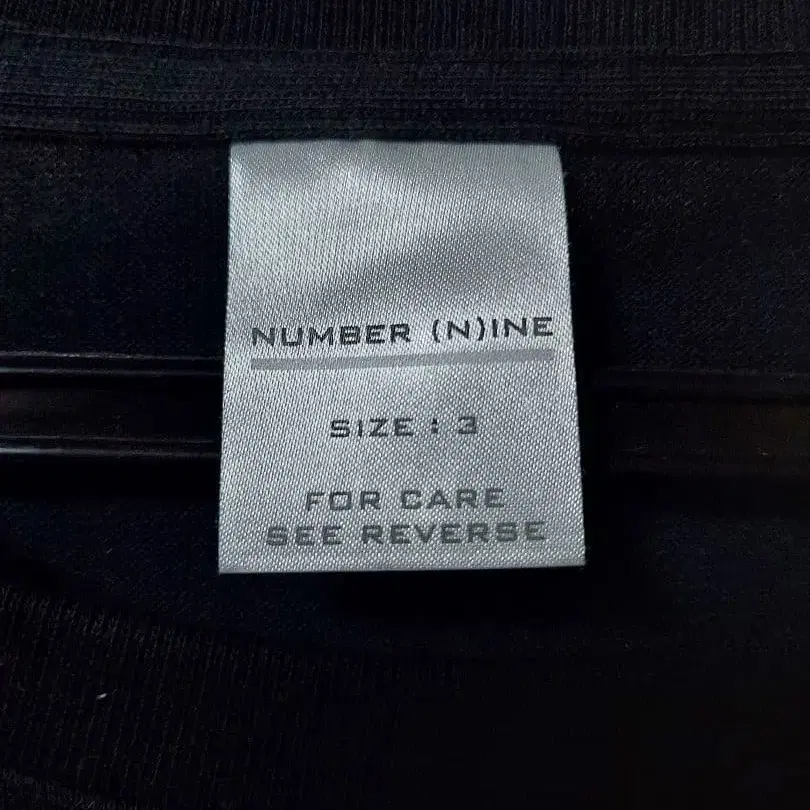 NUMBER (N)INE
SIZE : 3
FOR CARE
SEE REVERSE